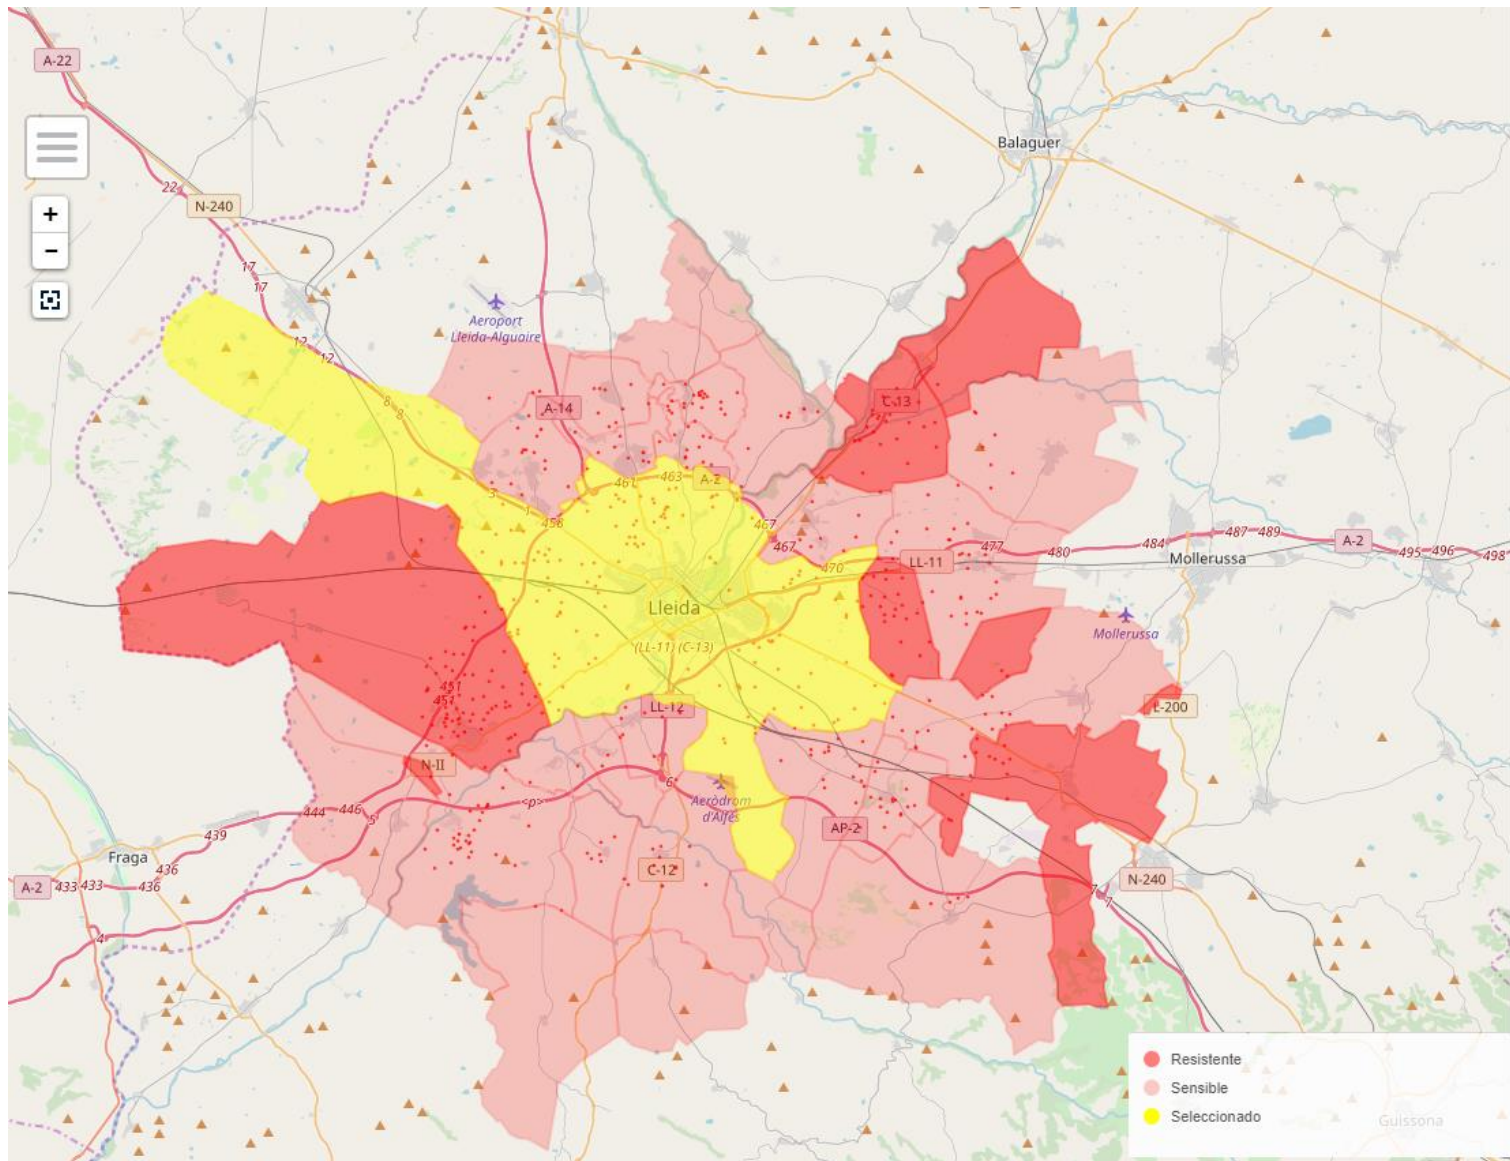 A-22
Balaguer
22
N-240
+
−
17
17
Aeroport
Lleida-Alguaire
12
12
8
8
A-14
C-13
461
463
A-2
3
458
467
467
470
LL-11
477
480
484
487
489
A-2
495
496
498
Mollerussa
Lleida
(LL-11) (C-13)
Mollerussa
451
451
LL-12
L-200
N-II
6
Aeròdrom
d'Alfés
<p>
444
446
5
439
AP-2
Fraga
436
A-2
433
433
436
C-12
N-240
7
7
4
Resistente
Sensible
Seleccionado
Guissona